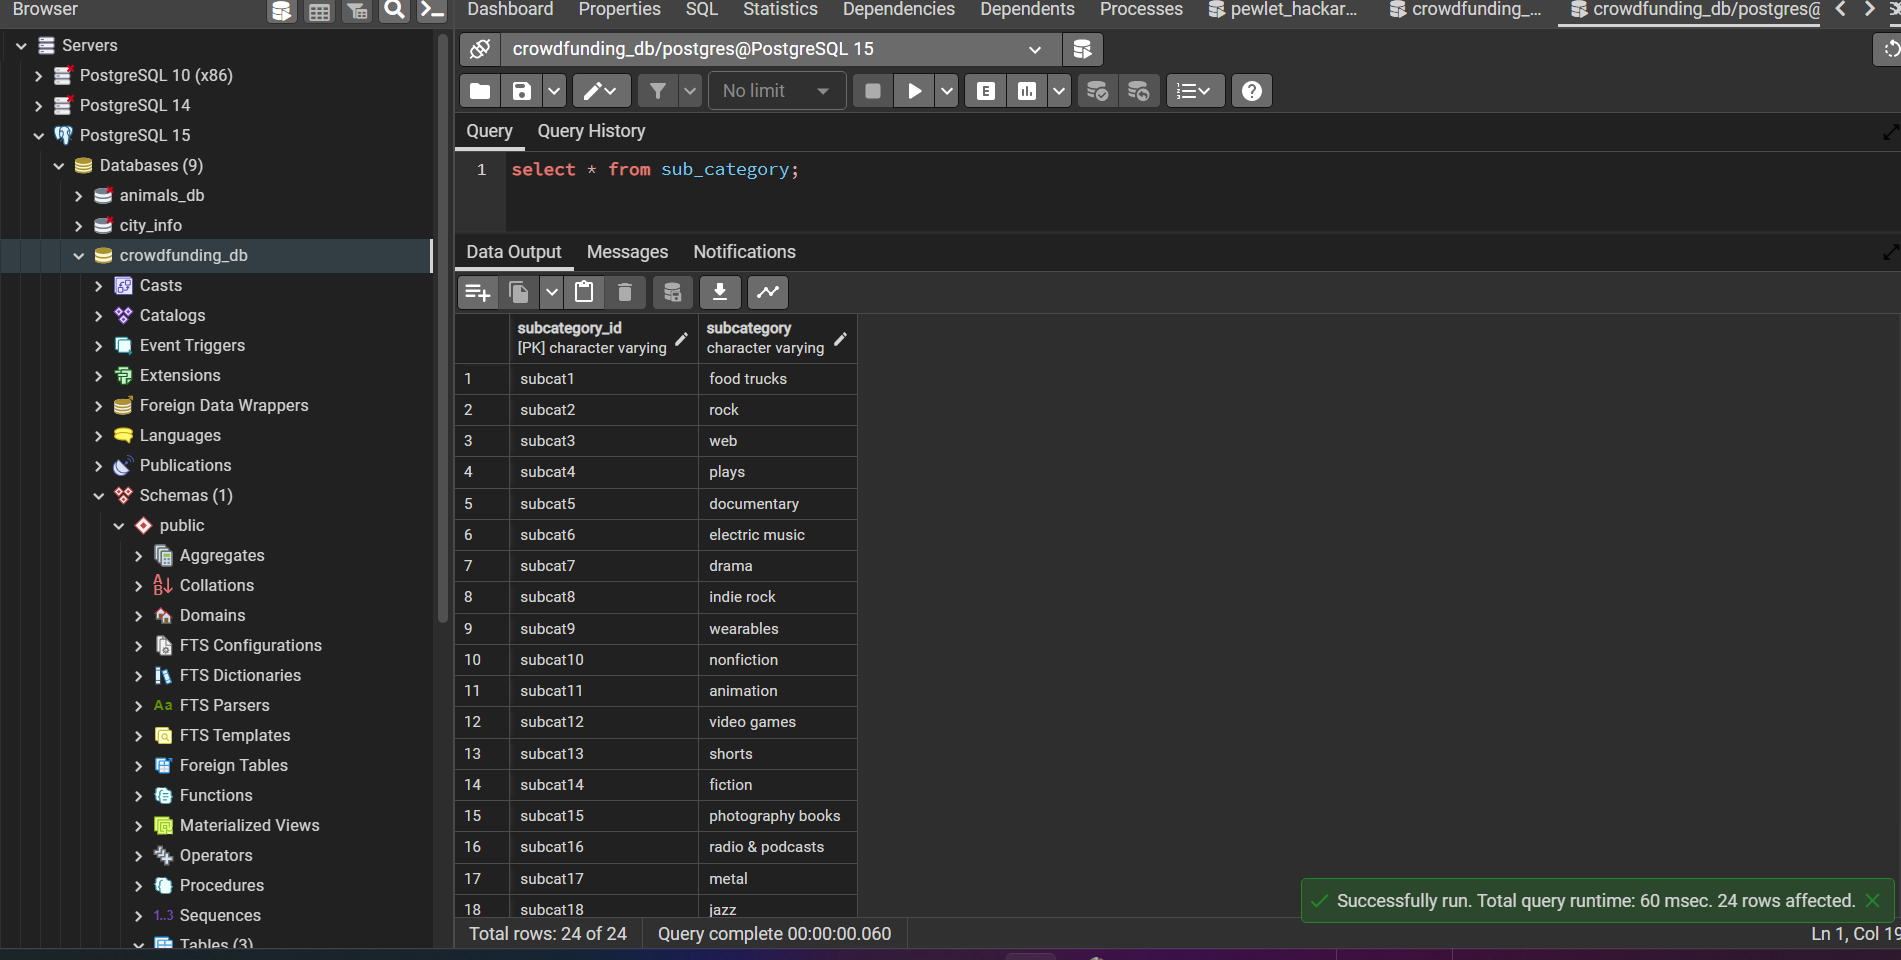 Browser
Dashboard Properties SQL Statistics Dependencies Dependents Processes pewlet_hackar... crowdfunding_... crowdfunding_db/postgres@
Servers
PostgreSQL 10 (x86)
PostgreSQL 14
PostgreSQL 15
Databases (9)
animals_db
city_info
crowdfunding_db
Casts
Catalogs
Event Triggers
Extensions
Foreign Data Wrappers
Languages
Publications
Schemas (1)
public
Aggregates
Collations
Domains
FTS Configurations
FTS Dictionaries
Aa FTS Parsers
FTS Templates
Foreign Tables
Functions
Materialized Views
Operators
Procedures
1..3 Sequences
Tables (3)
crowdfunding_db/postgres@PostgreSQL 15
No limit E
Query Query History
1 select * from sub_category;
Data Output Messages Notifications
subcategory_id subcategory
[PK] character varying character varying
1 subcat1 food trucks
2 subcat2 rock
3 subcat3 web
4 subcat4 plays
5 subcat5 documentary
6 subcat6 electric music
7 subcat7 drama
8 subcat8 indie rock
9 subcat9 wearables
10 subcat10 nonfiction
11 subcat11 animation
12 subcat12 video games
13 subcat13 shorts
14 subcat14 fiction
15 subcat15 photography books
16 subcat16 radio & podcasts
17 subcat17 metal
18 subcat18 jazz
Successfully run. Total query runtime: 60 msec. 24 rows affected.
Total rows: 24 of 24 Query complete 00:00:00.060 Ln 1, Col 19